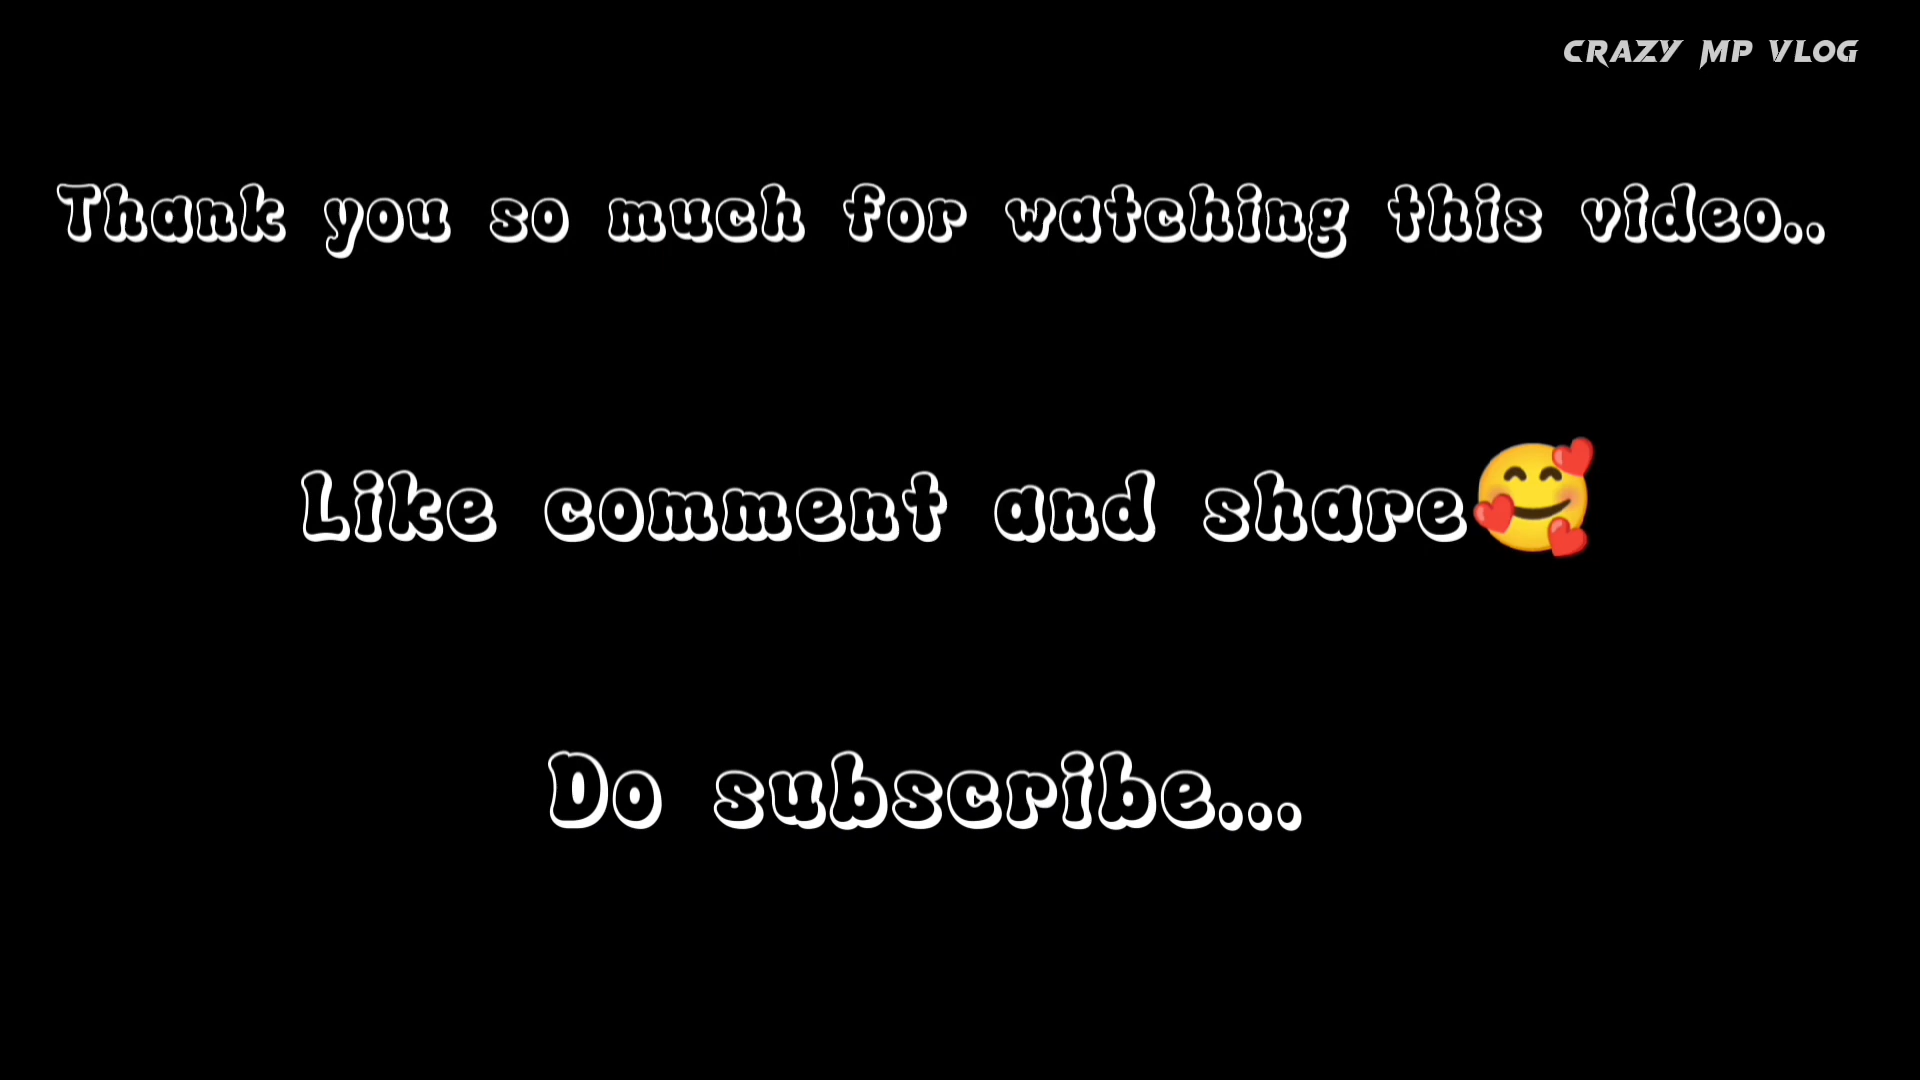 CRAZY MP VLOG
Thank you so much for watching this video..
Like comment and share🥰
Do subscribe...